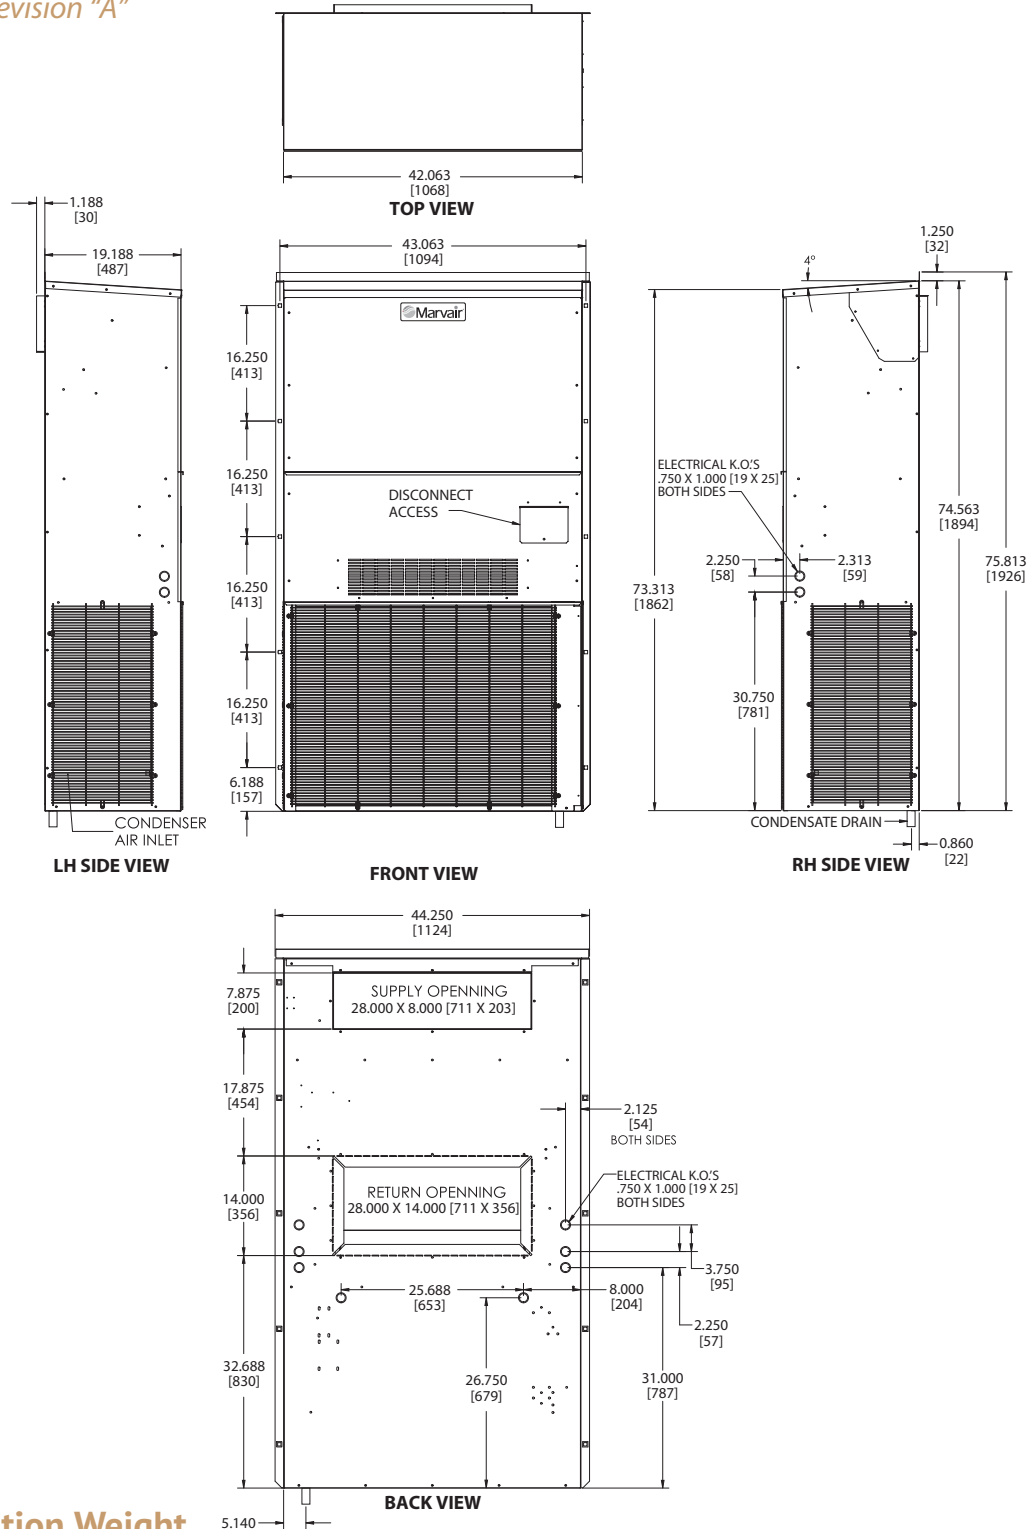 evision "A"
42.063
[1068]
TOP VIEW
1.188
[30]
19.188
[487]
43.063
[1094]
1.250
[32]
4°
Marvair
16.250
[413]
16.250
[413]
16.250
[413]
16.250
[413]
6.188
[157]
DISCONNECT
ACCESS
ELECTRICAL K.O.'S
.750 X 1.000 [19 X 25]
BOTH SIDES
2.250
[58]
2.313
[59]
73.313
[1862]
74.563
[1894]
75.813
[1926]
30.750
[781]
CONDENSER
AIR INLET
LH SIDE VIEW
FRONT VIEW
CONDENSATE DRAIN
0.860
[22]
RH SIDE VIEW
44.250
[1124]
7.875
[200]
SUPPLY OPENNING
28.000 X 8.000 [711 X 203]
17.875
[454]
2.125
[54]
BOTH SIDES
14.000
[356]
RETURN OPENNING
28.000 X 14.000 [711 X 356]
ELECTRICAL K.O.'S
.750 X 1.000 [19 X 25]
BOTH SIDES
3.750
[95]
25.688
[653]
8.000
[204]
2.250
[57]
32.688
[830]
26.750
[679]
31.000
[787]
BACK VIEW
tion Weight
5.140